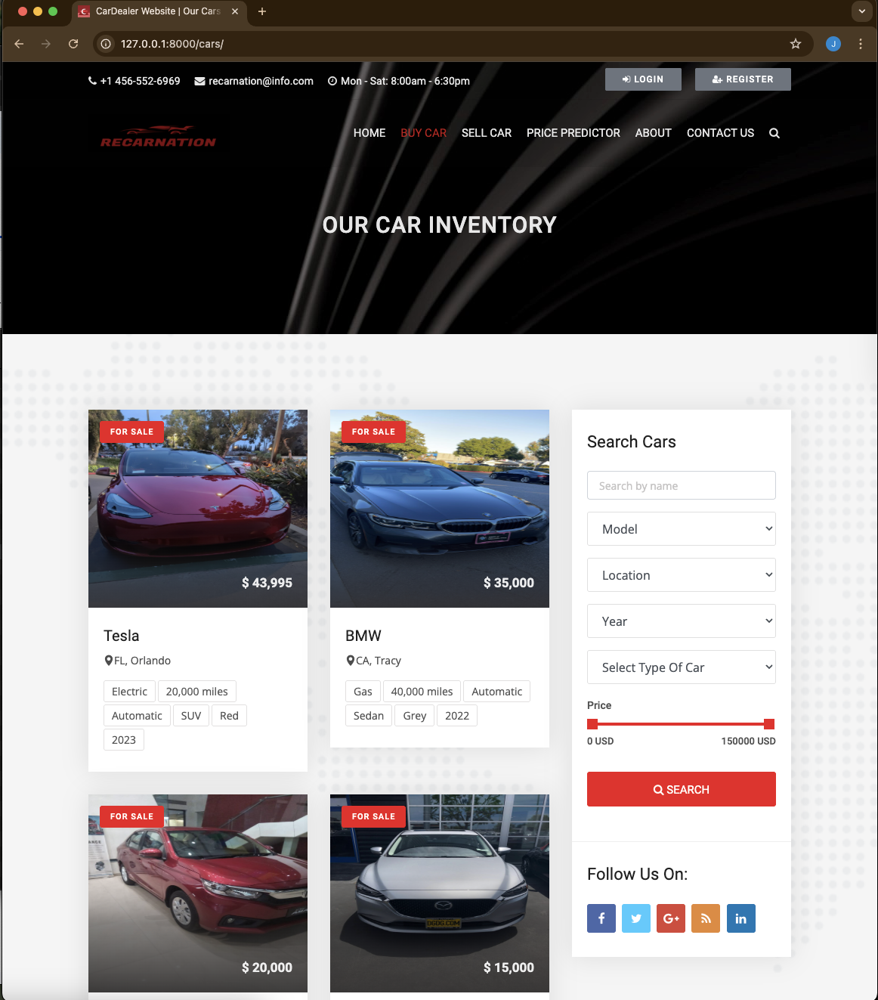 CarDealer Website | Our Cars
127.0.0.1:8000/cars/
J
+1 456-552-6969 recarnation@info.com Mon - Sat: 8:00am - 6:30pm
LOGIN REGISTER
RECARNATION
HOME BUY CAR SELL CAR PRICE PREDICTOR ABOUT CONTACT US
OUR CAR INVENTORY
FOR SALE
$ 43,995
Tesla
FL, Orlando
Electric 20,000 miles
Automatic SUV Red
2023
FOR SALE
$ 35,000
BMW
CA, Tracy
Gas 40,000 miles Automatic
Sedan Grey 2022
FOR SALE
$ 20,000
FOR SALE
DGDG.COM
$ 15,000
Search Cars
Search by name
Model
Location
Year
Select Type Of Car
Price
0 USD 150000 USD
SEARCH
Follow Us On: